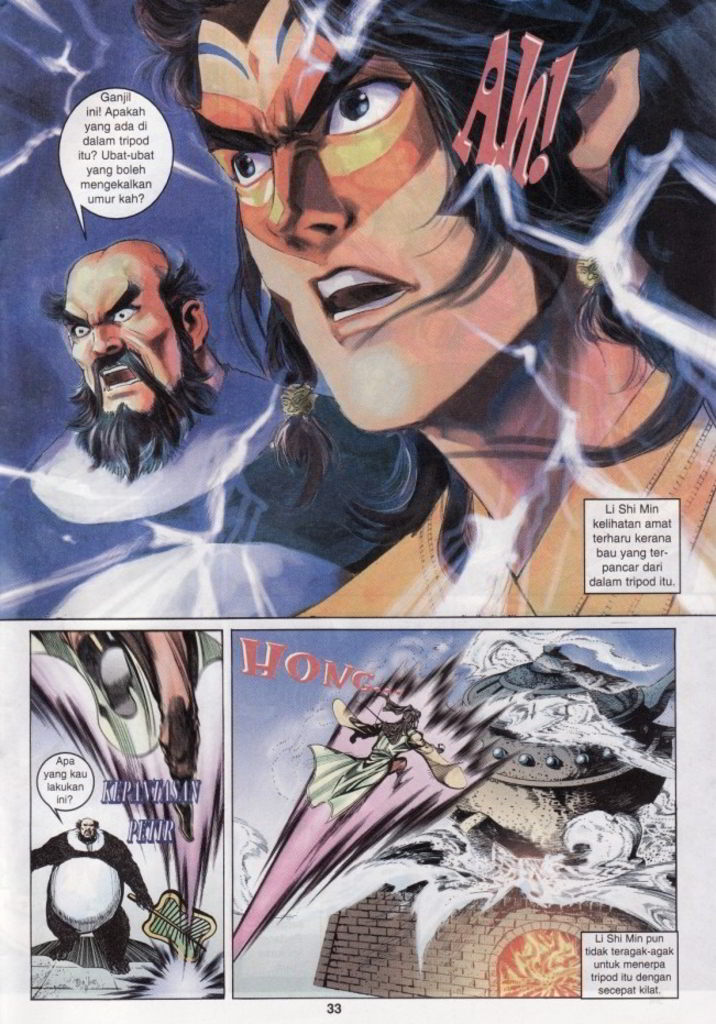 Ganjil
ini! Apakah
yang ada di
dalam tripod
itu? Ubat-ubat
yang boleh
mengekalkan
umur kah?
Ah!
Li Shi Min
kelihatan amat
terharu kerana
bau yang ter-
pancar dari
dalam tripod itu.
Apa
yang kau
lakukan
ini?
KEPANTASAN
PETIR
HONG...
Li Shi Min pun
tidak teragak-agak
untuk menerpa
tripod itu dengan
secepat kilat.
33